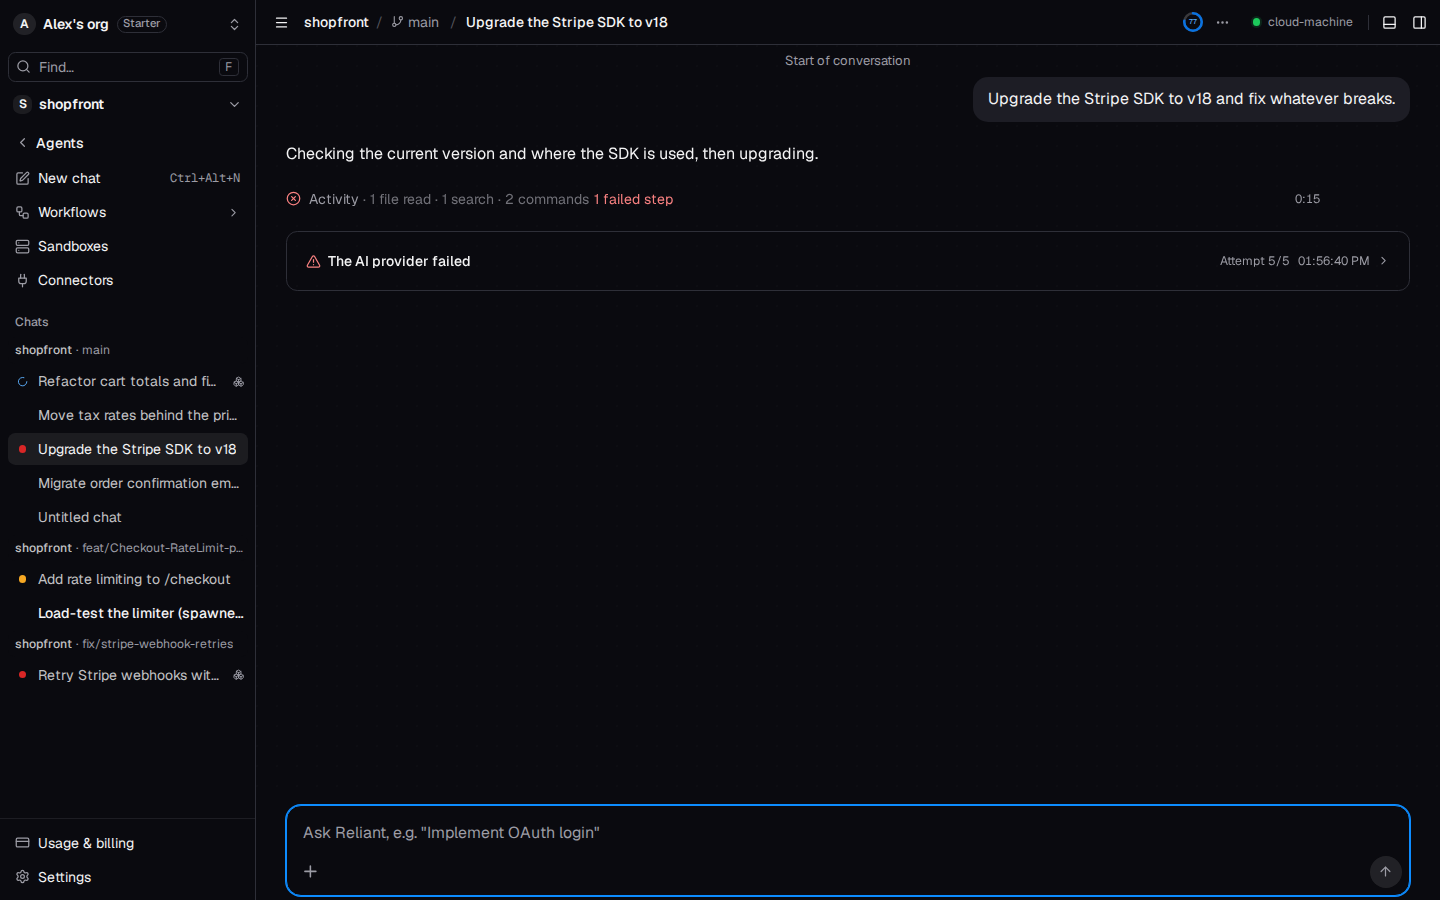 A Alex's org Starter
Find... F
S shopfront
Agents
New chat Ctrl+Alt+N
Workflows
Sandboxes
Connectors
Chats
shopfront · main
Refactor cart totals and fi...
Move tax rates behind the pri...
Upgrade the Stripe SDK to v18
Migrate order confirmation em...
Untitled chat
shopfront · feat/Checkout-RateLimit-p...
Add rate limiting to /checkout
Load-test the limiter (spawne...
shopfront · fix/stripe-webhook-retries
Retry Stripe webhooks wit...
Usage & billing
Settings
shopfront / main / Upgrade the Stripe SDK to v18
77 cloud-machine
Start of conversation
Upgrade the Stripe SDK to v18 and fix whatever breaks.
Checking the current version and where the SDK is used, then upgrading.
Activity · 1 file read · 1 search · 2 commands 1 failed step 0:15
The AI provider failed Attempt 5/5 01:56:40 PM
Ask Reliant, e.g. "Implement OAuth login"